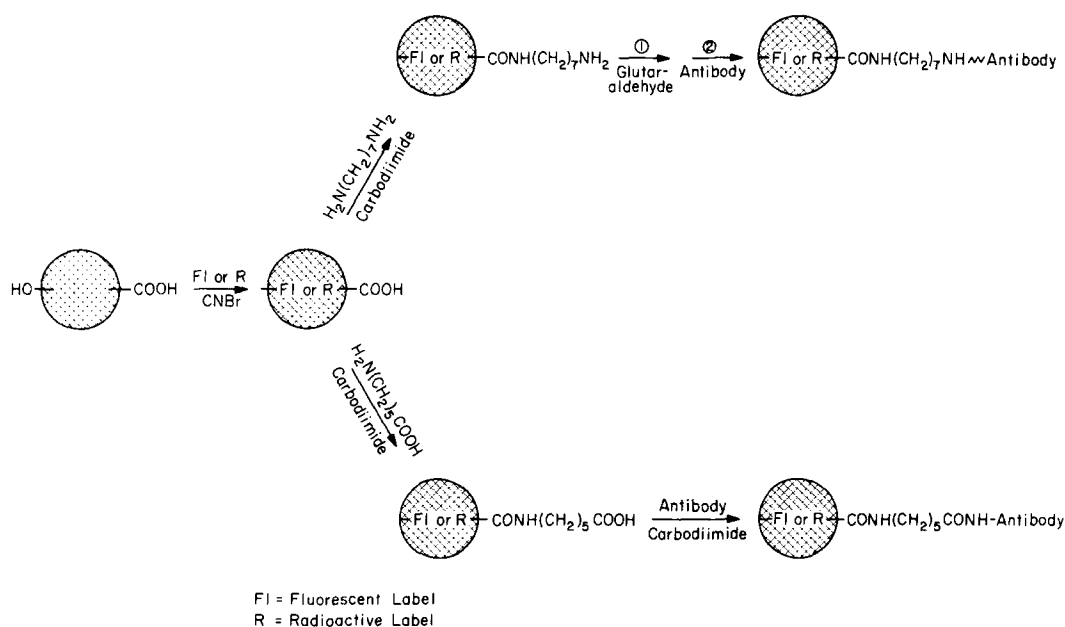 Fl or R
CONH(CH2)7NH2
①
Glutar-
aldehyde
②
Antibody
Fl or R
CONH(CH2)7NH〰Antibody
H2N(CH2)7NH2
Carbodiimide
HO
COOH
Fl or R
CNBr
Fl or R
COOH
H2N(CH2)5COOH
Carbodiimide
Fl or R
CONH(CH2)5COOH
Antibody
Carbodiimide
Fl or R
CONH(CH2)5CONH-Antibody
Fl = Fluorescent Label
R = Radioactive Label